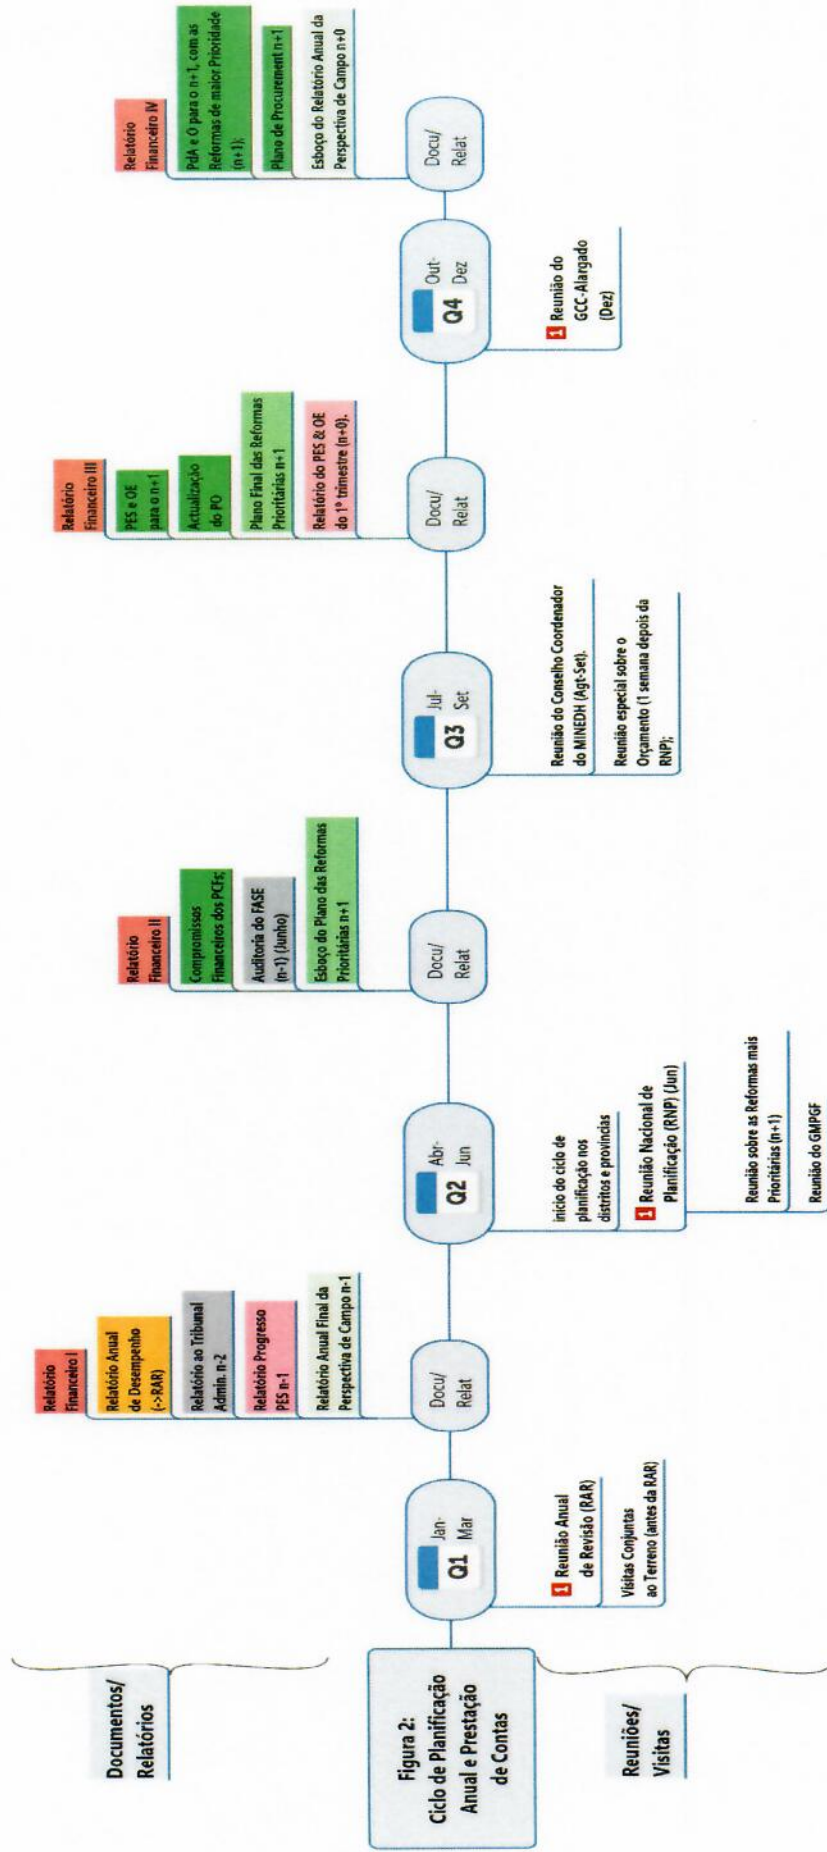 Documentos/
Relatórios
Figura 2:
Ciclo de Planificação
Anual e Prestação
de Contas
Reuniões/
Visitas
Relatório
Financeiro I
Relatório Anual
de Desempenho
(->RAR)
Relatório ao Tribunal
Admin. n-2
Relatório Progresso
PES n-1
Relatório Anual Final da
Perspectiva de Campo n-1
Docu/
Relat
Q1
Jan-
Mar
1 Reunião Anual
de Revisão (RAR)
Visitas Conjuntas
ao Terreno (antes da RAR)
Relatório
Financeiro II
Compromissos
Financeiros dos PCFs;
Auditoria do FASE
(n-1) (Junho)
Esboço do Plano das Reformas
Prioritárias n+1
Docu/
Relat
Q2
Abr-
Jun
início do ciclo de
planificação nos
distritos e províncias
1 Reunião Nacional de
Planificação (RNP) (Jun)
Reunião sobre as Reformas mais
Prioritárias (n+1)
Reunião do GMPGF
Relatório
Financeiro III
PES e OE
para o n+1
Actualização
do PO
Plano Final das Reformas
Prioritárias n+1
Relatório do PES & OE
do 1º trimestre (n+0).
Docu/
Relat
Q3
Jul-
Set
Reunião do Conselho Coordenador
do MINEDH (Agt-Set).
Reunião especial sobre o
Orçamento (1 semana depois da
RNP);
Relatório
Financeiro IV
PdA e O para o n+1, com as
Reformas de maior Prioridade
(n+1);
Plano de Procurement n+1
Esboço do Relatório Anual da
Perspectiva de Campo n+0
Docu/
Relat
Q4
Out-
Dez
1 Reunião do
GCC-Alargado
(Dez)